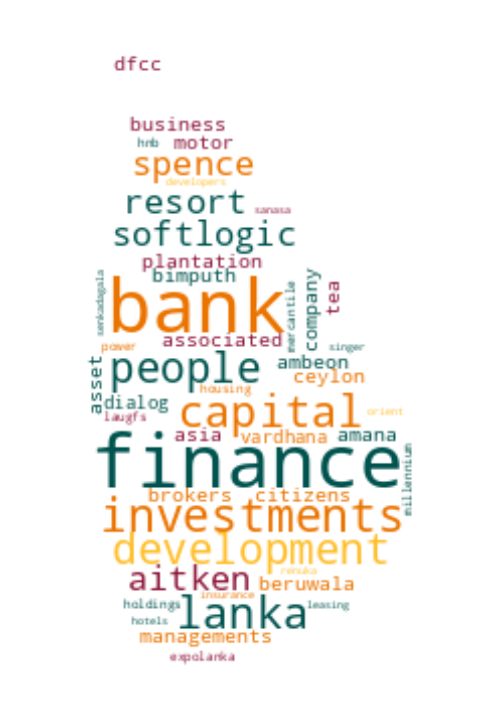 dfcc
business
hnb motor
spence
developers
resort sanasa
softlogic
plantation
bimputh
senkadagala
bank
mercantile
company
tea
associated
power singer
people ambeon
asset
housing ceylon
dialog
laugfs
capital orient
asia vardhana amana
finance
millennium
brokers citizens
investments
development
renuka
aitken beruwala
insurance
holdings lanka leasing
hotels
managements
expolanka